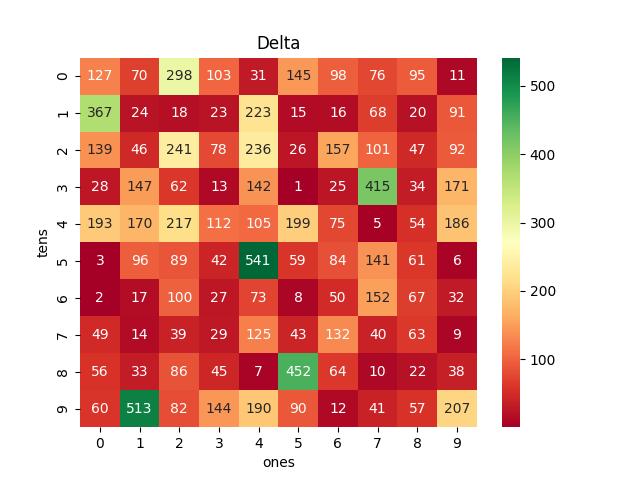 Delta
0 127 70 298 103 31 145 98 76 95 11
1 367 24 18 23 223 15 16 68 20 91
2 139 46 241 78 236 26 157 101 47 92
3 28 147 62 13 142 1 25 415 34 171
4 193 170 217 112 105 199 75 5 54 186
5 3 96 89 42 541 59 84 141 61 6
6 2 17 100 27 73 8 50 152 67 32
7 49 14 39 29 125 43 132 40 63 9
8 56 33 86 45 7 452 64 10 22 38
9 60 513 82 144 190 90 12 41 57 207
0 1 2 3 4 5 6 7 8 9
ones
tens
500
400
300
200
100